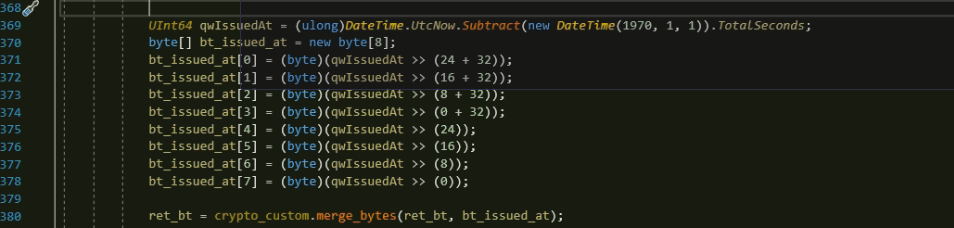 368
369 UInt64 qwIssuedAt = (ulong)DateTime.UtcNow.Subtract(new DateTime(1970, 1, 1)).TotalSeconds;
370 byte[] bt_issued_at = new byte[8];
371 bt_issued_at[0] = (byte)(qwIssuedAt >> (24 + 32));
372 bt_issued_at[1] = (byte)(qwIssuedAt >> (16 + 32));
373 bt_issued_at[2] = (byte)(qwIssuedAt >> (8 + 32));
374 bt_issued_at[3] = (byte)(qwIssuedAt >> (0 + 32));
375 bt_issued_at[4] = (byte)(qwIssuedAt >> (24));
376 bt_issued_at[5] = (byte)(qwIssuedAt >> (16));
377 bt_issued_at[6] = (byte)(qwIssuedAt >> (8));
378 bt_issued_at[7] = (byte)(qwIssuedAt >> (0));
379
380 ret_bt = crypto_custom.merge_bytes(ret_bt, bt_issued_at);